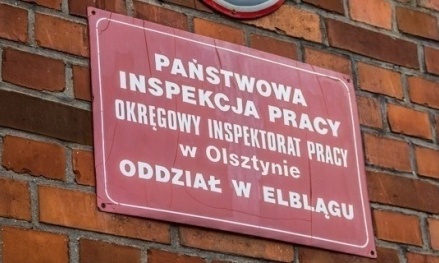 PAŃSTWOWA
INSPEKCJA PRACY
OKRĘGOWY INSPEKTORAT PRACY
w Olsztynie
ODDZIAŁ W ELBLĄGU